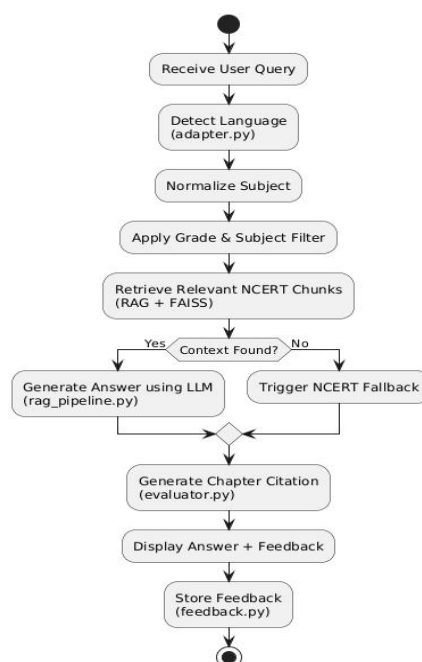 Receive User Query
Detect Language
(adapter.py)
Normalize Subject
Apply Grade & Subject Filter
Retrieve Relevant NCERT Chunks
(RAG + FAISS)
Yes
Context Found?
No
Generate Answer using LLM
(rag_pipeline.py)
Trigger NCERT Fallback
Generate Chapter Citation
(evaluator.py)
Display Answer + Feedback
Store Feedback
(feedback.py)